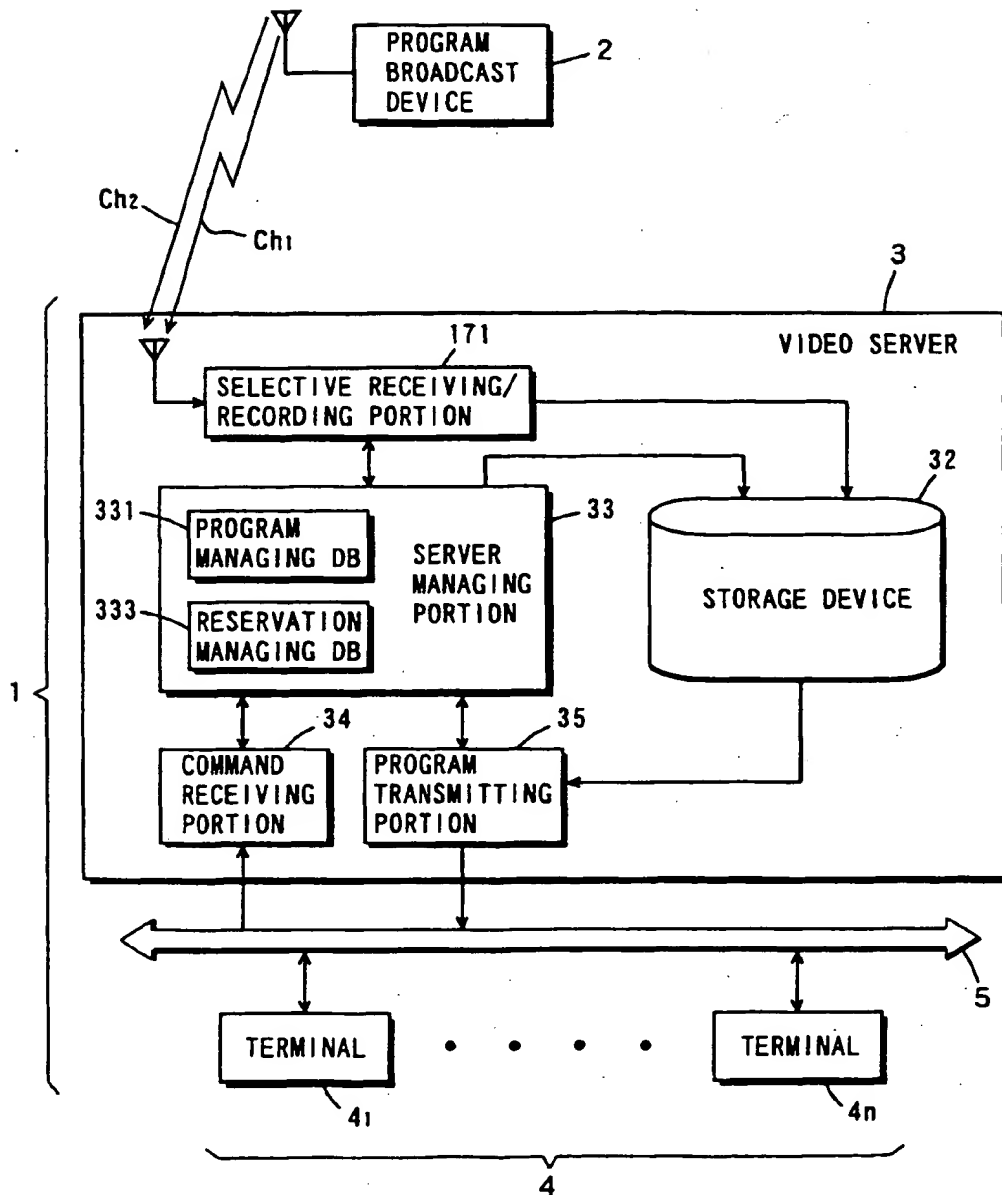 PROGRAM
BROADCAST
DEVICE
2
Ch2
Ch1
3
VIDEO SERVER
171
SELECTIVE RECEIVING/
RECORDING PORTION
32
331
PROGRAM
MANAGING DB
33
SERVER
MANAGING
PORTION
STORAGE DEVICE
333
RESERVATION
MANAGING DB
1
34
COMMAND
RECEIVING
PORTION
35
PROGRAM
TRANSMITTING
PORTION
5
TERMINAL
TERMINAL
41
4n
4